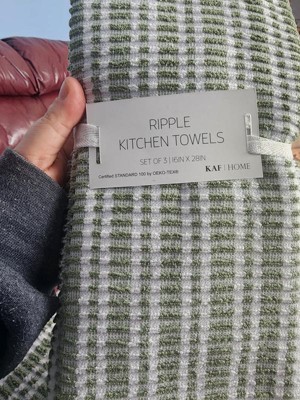 RIPPLE
KITCHEN TOWELS
SET OF 3 | 16IN X 28IN
Certified STANDARD 100 by OEKO-TEX®
KAF | HOME